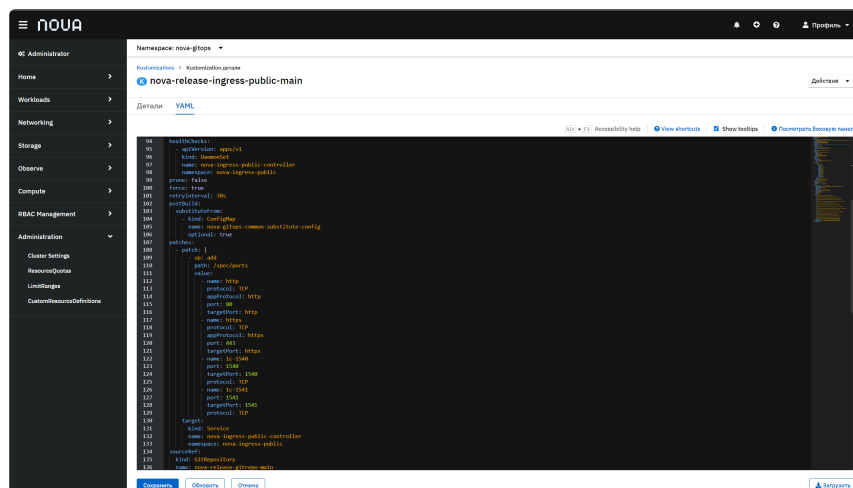 NOVA
Профиль
Administrator
Home
Workloads
Networking
Storage
Observe
Compute
RBAC Management
Administration
Cluster Settings
ResourceQuotas
LimitRanges
CustomResourceDefinitions
Namespace: nova-gitops
Kustomizations > Kustomization детали
K nova-release-ingress-public-main
Действия
Детали YAML
Alt + F1 Accessibility help View shortcuts Show tooltips Посмотреть боковую панел
94 healthChecks:
95 - apiVersion: apps/v1
96 kind: DaemonSet
97 name: nova-ingress-public-controller
98 namespace: nova-ingress-public
99 prune: false
100 force: true
101 retryInterval: 30s
102 postBuild:
103 substituteFrom:
104 - kind: ConfigMap
105 name: nova-gitops-common-substitute-config
106 optional: true
107 patches:
108 - patch: |
109 - op: add
110 path: /spec/ports
111 value:
112 - name: http
113 protocol: TCP
114 appProtocol: http
115 port: 80
116 targetPort: http
117 - name: https
118 protocol: TCP
119 appProtocol: https
120 port: 443
121 targetPort: https
122 - name: 1c-1540
123 port: 1540
124 targetPort: 1540
125 protocol: TCP
126 - name: 1c-1541
127 port: 1541
128 targetPort: 1541
129 protocol: TCP
130 target:
131 kind: Service
132 name: nova-ingress-public-controller
133 namespace: nova-ingress-public
134 sourceRef:
135 kind: GitRepository
136 name: nova-release-gitrepo-main
Сохранить Обновить Отмена Загрузить